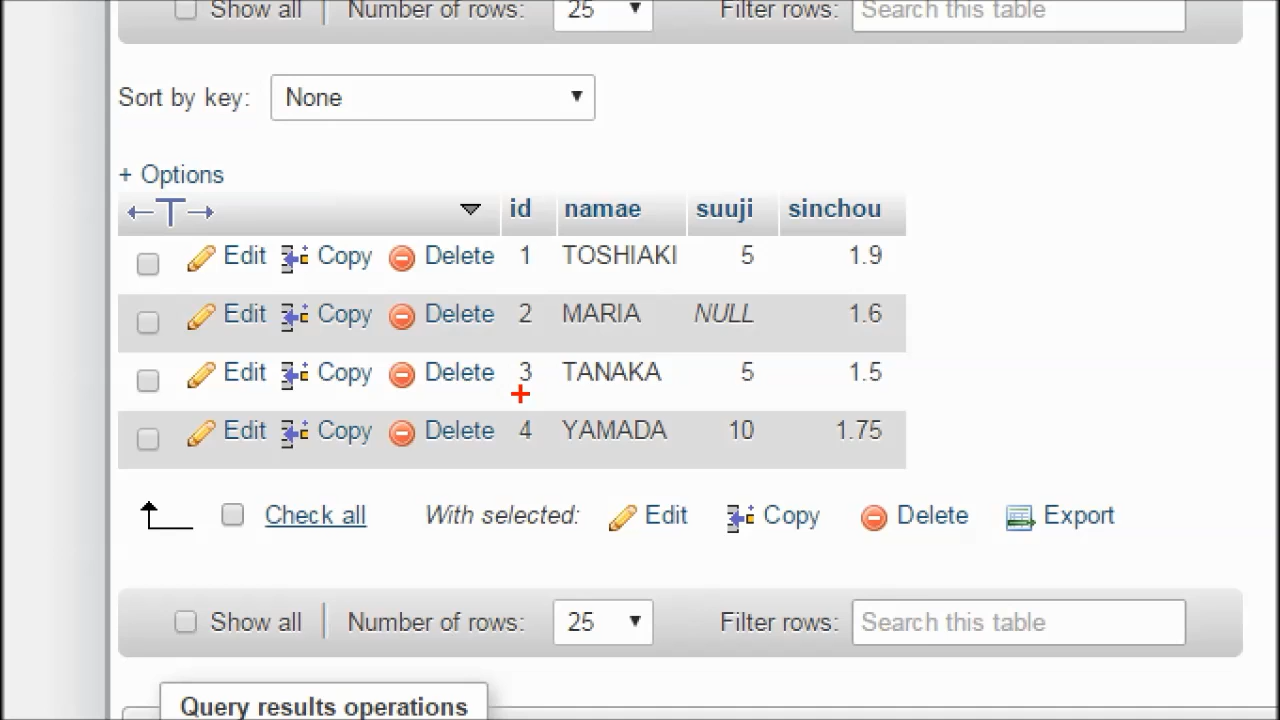 Show all Number of rows: 25 Filter rows: Search this table
Sort by key: None
+ Options
id namae suuji sinchou
Edit Copy Delete 1 TOSHIAKI 5 1.9
Edit Copy Delete 2 MARIA NULL 1.6
Edit Copy Delete 3 TANAKA 5 1.5
Edit Copy Delete 4 YAMADA 10 1.75
Check all With selected: Edit Copy Delete Export
Show all Number of rows: 25 Filter rows: Search this table
Query results operations